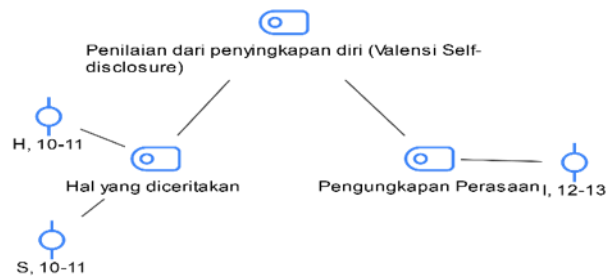 Penilaian dari penyingkapan diri (Valensi Self-
disclosure)
H, 10-11
Hal yang diceritakan
Pengungkapan Perasaan
I, 12-13
S, 10-11